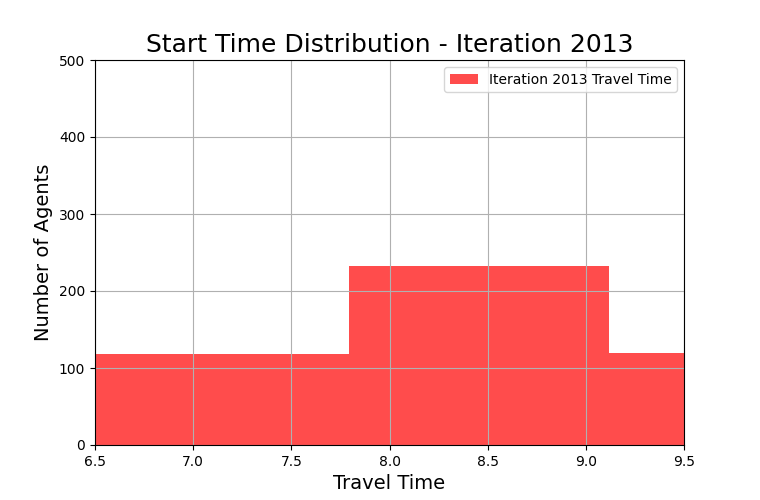 Start Time Distribution - Iteration 2013
Iteration 2013 Travel Time
Number of Agents
500
400
300
200
100
0
6.5 7.0 7.5 8.0 8.5 9.0 9.5
Travel Time